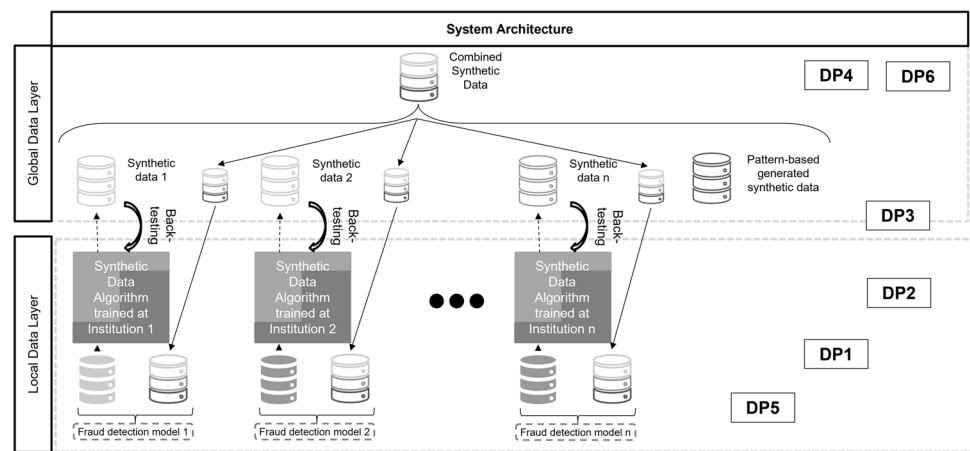 System Architecture
Global Data Layer
Combined
Synthetic
Data
DP4
DP6
Synthetic
data 1
Synthetic
data 2
Synthetic
data n
Pattern-based
generated
synthetic data
Back-
testing
Back-
testing
Back-
testing
DP3
Local Data Layer
Synthetic
Data
Algorithm
trained at
Institution 1
Synthetic
Data
Algorithm
trained at
Institution 2
Synthetic
Data
Algorithm
trained at
Institution n
DP2
DP1
DP5
Fraud detection model 1
Fraud detection model 2
Fraud detection model n